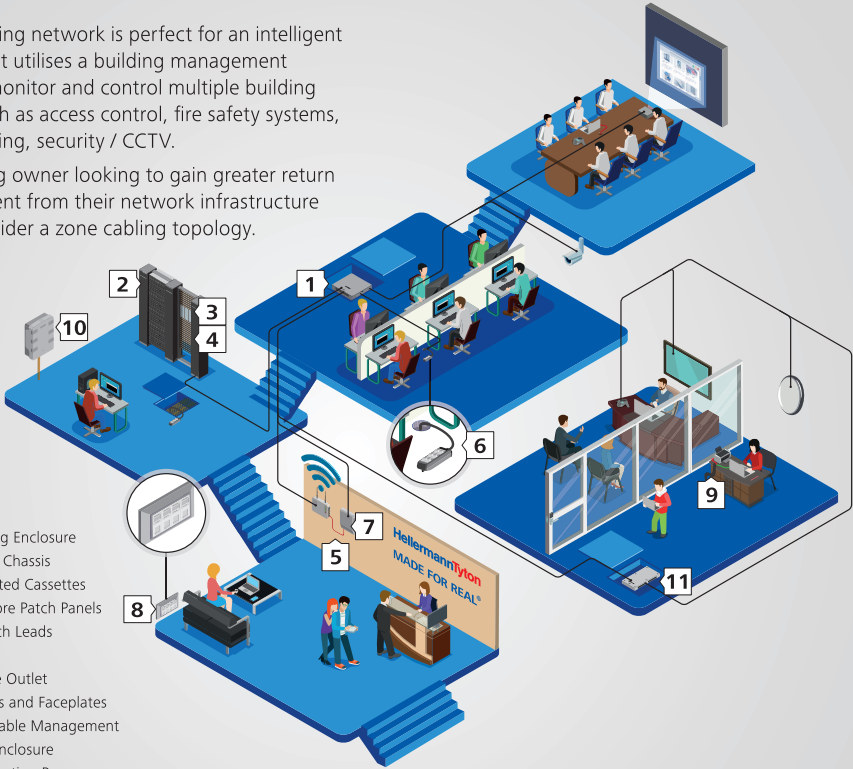 ing network is perfect for an intelligent
t utilises a building management
monitor and control multiple building
h as access control, fire safety systems,
ing, security / CCTV.
g owner looking to gain greater return
ent from their network infrastructure
ider a zone cabling topology.
1
2
3
4
10
6
9
7
5
HellermannTyton
MADE FOR REAL®
11
8
g Enclosure
Chassis
ted Cassettes
ore Patch Panels
ch Leads
e Outlet
s and Faceplates
able Management
nclosure